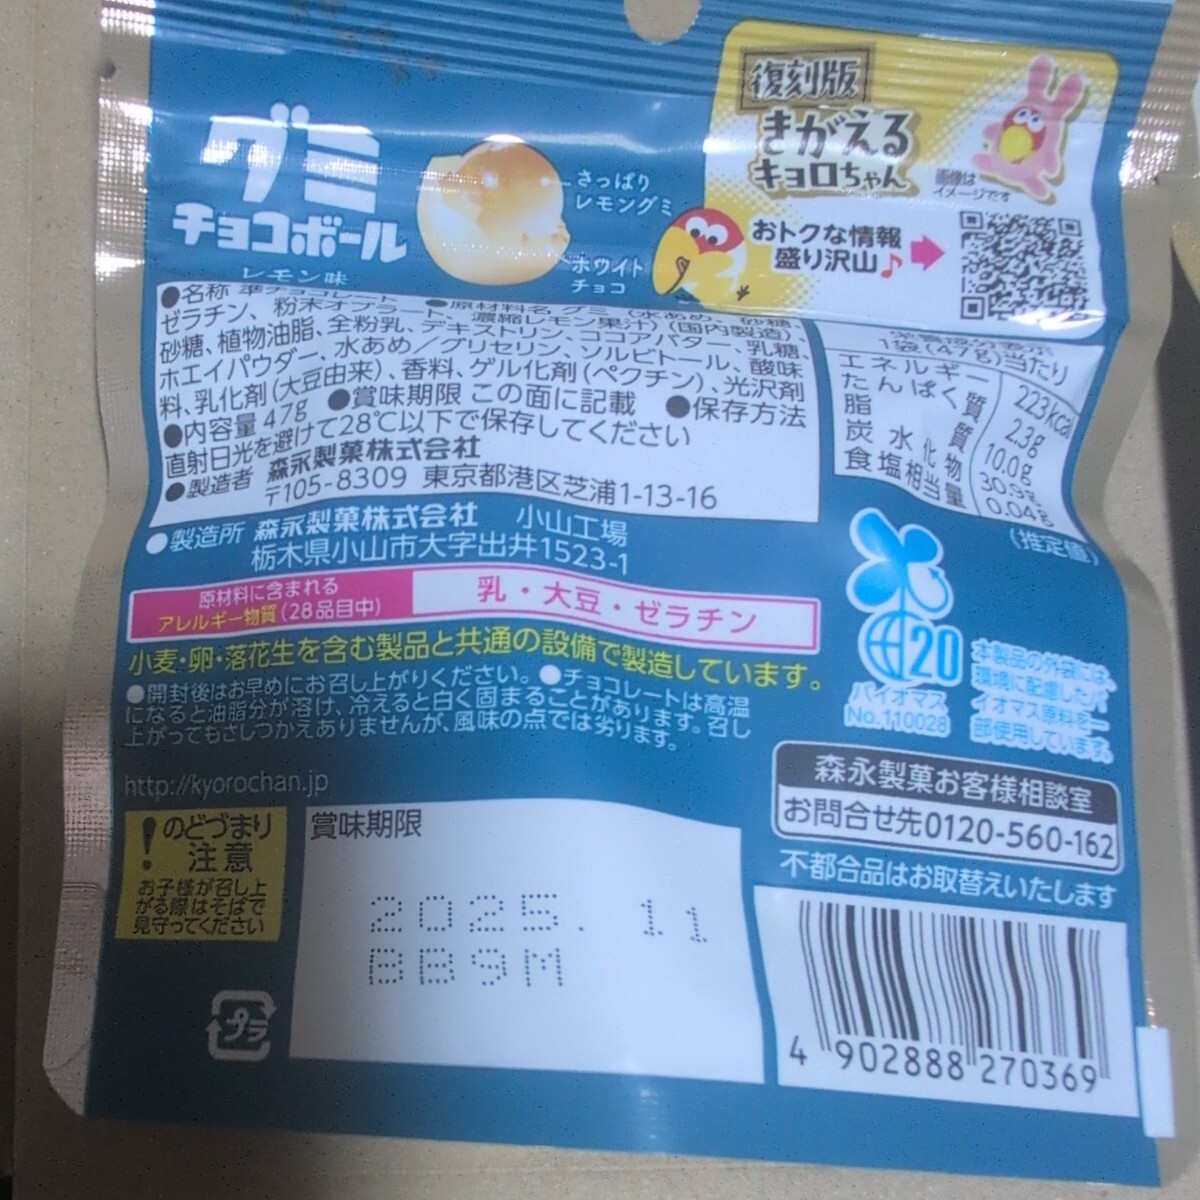 グミ
チョコボール
レモン味
さっぱり
レモングミ
ホワイト
チョコ
復刻版
きがえる
キョロちゃん
画像は
イメージです
おトクな情報
盛り沢山♪
●名称 準チョコレート ●原材料名 グミ (水あめ、砂糖、
ゼラチン、粉末オブラート、濃縮レモン果汁) (国内製造)、
砂糖、植物油脂、全粉乳、デキストリン、ココアバター、乳糖、
ホエイパウダー、水あめ/グリセリン、ソルビトール、酸味
料、乳化剤(大豆由来)、香料、ゲル化剤(ペクチン)、光沢剤
●内容量 47g ●賞味期限 この面に記載 ●保存方法
直射日光を避けて28℃以下で保存してください
●製造者 森永製菓株式会社
〒105-8309 東京都港区芝浦1-13-16
栄養成分表示
1袋(47g)当たり
エネルギー 223kcal
たんぱく質 2.3g
脂質 10.0g
炭水化物 30.9g
食塩相当量 0.04g
(推定値)
●製造所 森永製菓株式会社 小山工場
栃木県小山市大字出井1523-1
原材料に含まれる
アレルギー物質(28品目中)
乳・大豆・ゼラチン
小麦・卵・落花生を含む製品と共通の設備で製造しています。
●開封後はお早めにお召し上がりください。●チョコレートは高温
になると油脂分が溶け、冷えると白く固まることがあります。召し
上がってもさしつかえありませんが、風味の点では劣ります。
http://kyorochan.jp
20
バイオマス
No.110028
本製品の外袋には、
環境に配慮したバ
イオマス原料を一
部使用しています。
森永製菓お客様相談室
お問合せ先0120-560-162
不都合品はお取替えいたします
!のどづまり
注意
お子様が召し上
がる際はそばで
見守ってください
賞味期限
2025. 11
BB9M
プラ
4 902888 270369